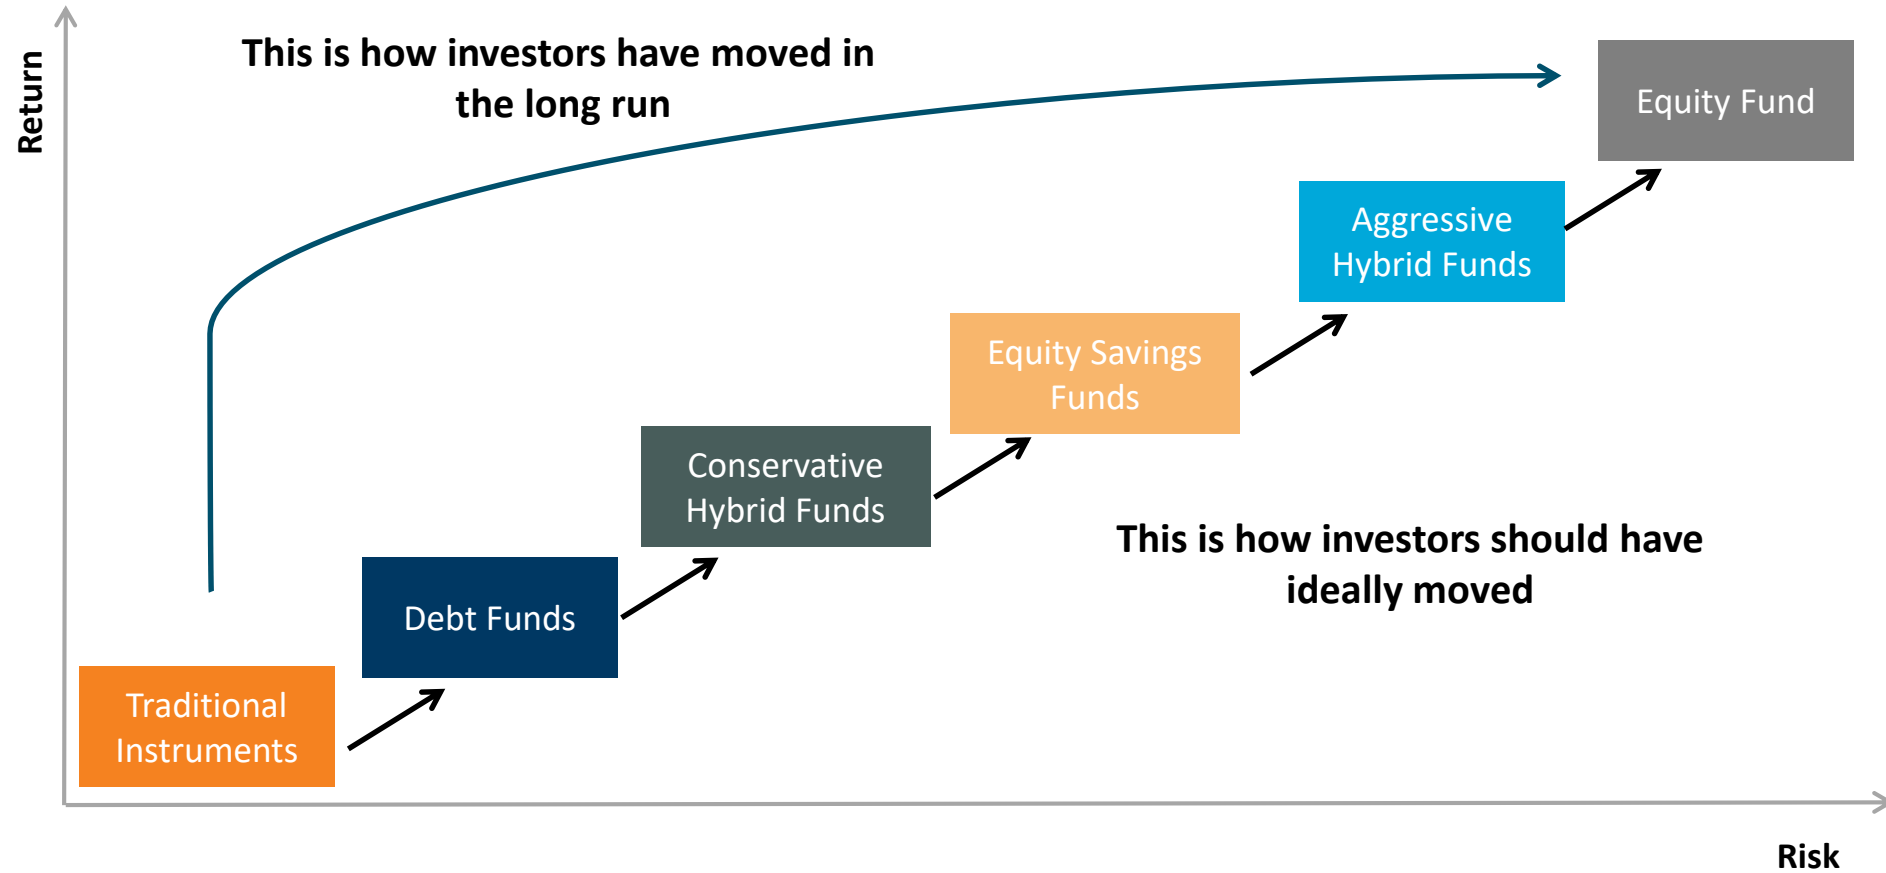 Return
This is how investors have moved in
the long run
Equity Fund
Aggressive
Hybrid Funds
Equity Savings
Funds
Conservative
Hybrid Funds
This is how investors should have
ideally moved
Debt Funds
Traditional
Instruments
Risk